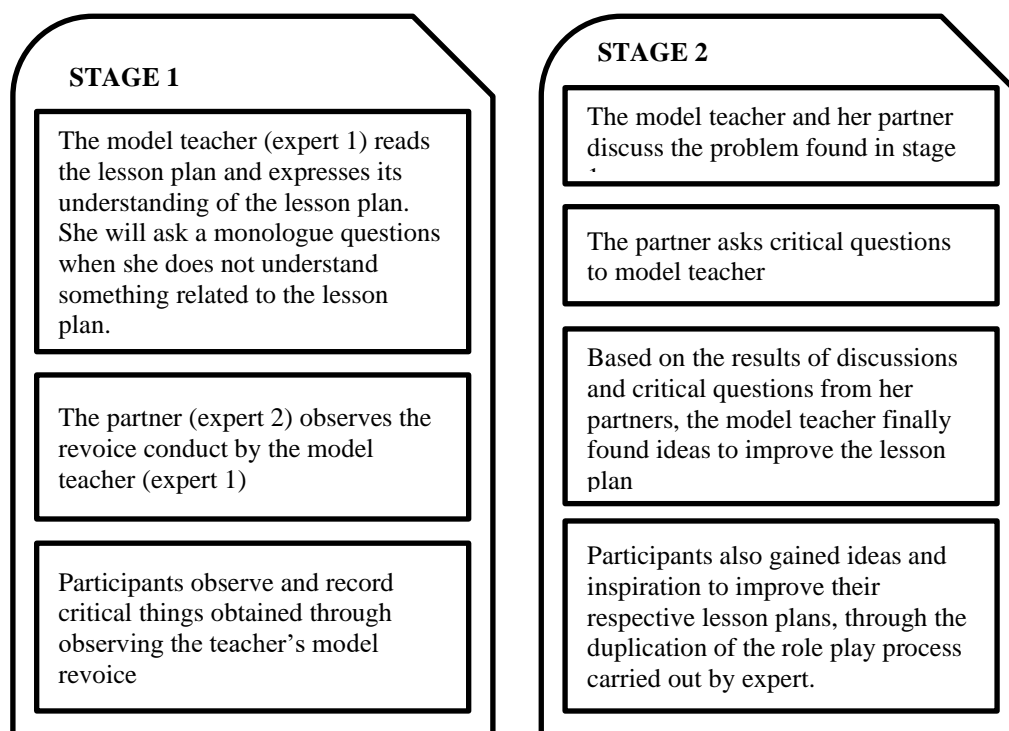 STAGE 1
The model teacher (expert 1) reads
the lesson plan and expresses its
understanding of the lesson plan.
She will ask a monologue questions
when she does not understand
something related to the lesson
plan.
The partner (expert 2) observes the
revoice conduct by the model
teacher (expert 1)
Participants observe and record
critical things obtained through
observing the teacher’s model
revoice
STAGE 2
The model teacher and her partner
discuss the problem found in stage
The partner asks critical questions
to model teacher
Based on the results of discussions
and critical questions from her
partners, the model teacher finally
found ideas to improve the lesson
plan
Participants also gained ideas and
inspiration to improve their
respective lesson plans, through the
duplication of the role play process
carried out by expert.